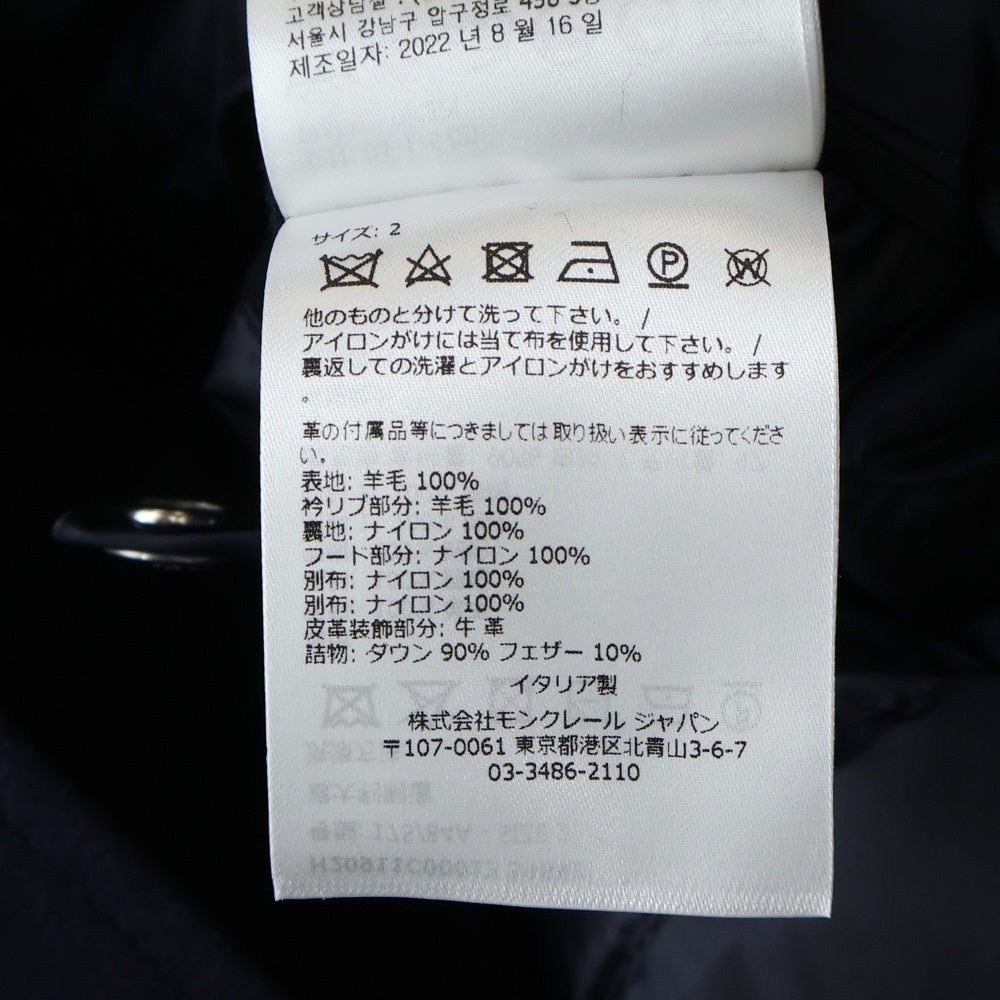 고객상담실 :
서울시 강남구 압구정로
제조일자: 2022 년 8 월 16 일
サイズ: 2
P
W
他のものと分けて洗って下さい。 /
アイロンがけには当て布を使用して下さい。 /
裏返しての洗濯とアイロンがけをおすすめします
。
革の付属品等につきましては取り扱い表示に従ってくださ
い。
表地: 羊毛 100%
衿リブ部分: 羊毛 100%
裏地: ナイロン 100%
フード部分: ナイロン 100%
別布: ナイロン 100%
別布: ナイロン 100%
皮革装飾部分: 牛 革
詰物: ダウン 90% フェザー 10%
イタリア製
株式会社モンクレール ジャパン
〒107-0061 東京都港区北青山3-6-7
03-3486-2110